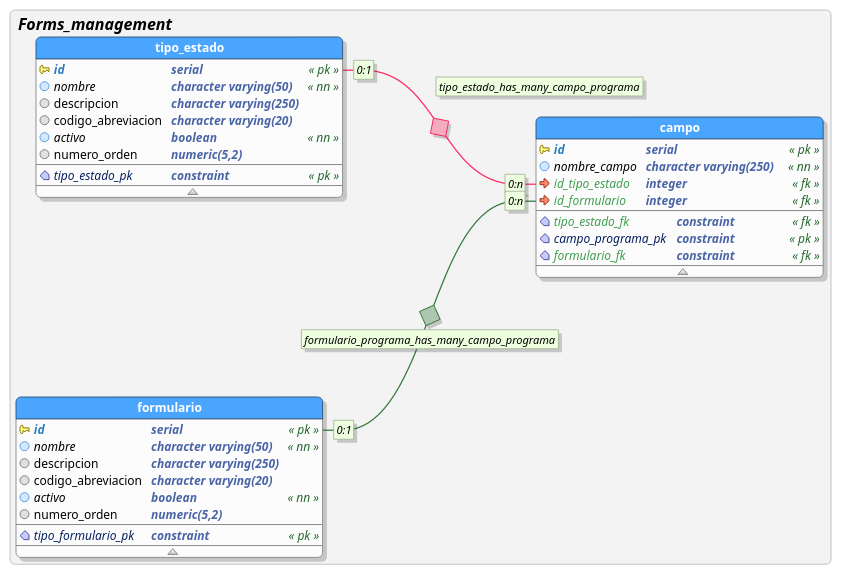 Forms_management
tipo_estado
id serial « pk »
nombre character varying(50) « nn »
descripcion character varying(250)
codigo_abreviacion character varying(20)
activo boolean « nn »
numero_orden numeric(5,2)
tipo_estado_pk constraint « pk »
0:1
tipo_estado_has_many_campo_programa
campo
id serial « pk »
nombre_campo character varying(250) « nn »
0:n
id_tipo_estado integer « fk »
0:n
id_formulario integer « fk »
tipo_estado_fk constraint « fk »
campo_programa_pk constraint « pk »
formulario_fk constraint « fk »
formulario_programa_has_many_campo_programa
formulario
id serial « pk »
0:1
nombre character varying(50) « nn »
descripcion character varying(250)
codigo_abreviacion character varying(20)
activo boolean « nn »
numero_orden numeric(5,2)
tipo_formulario_pk constraint « pk »